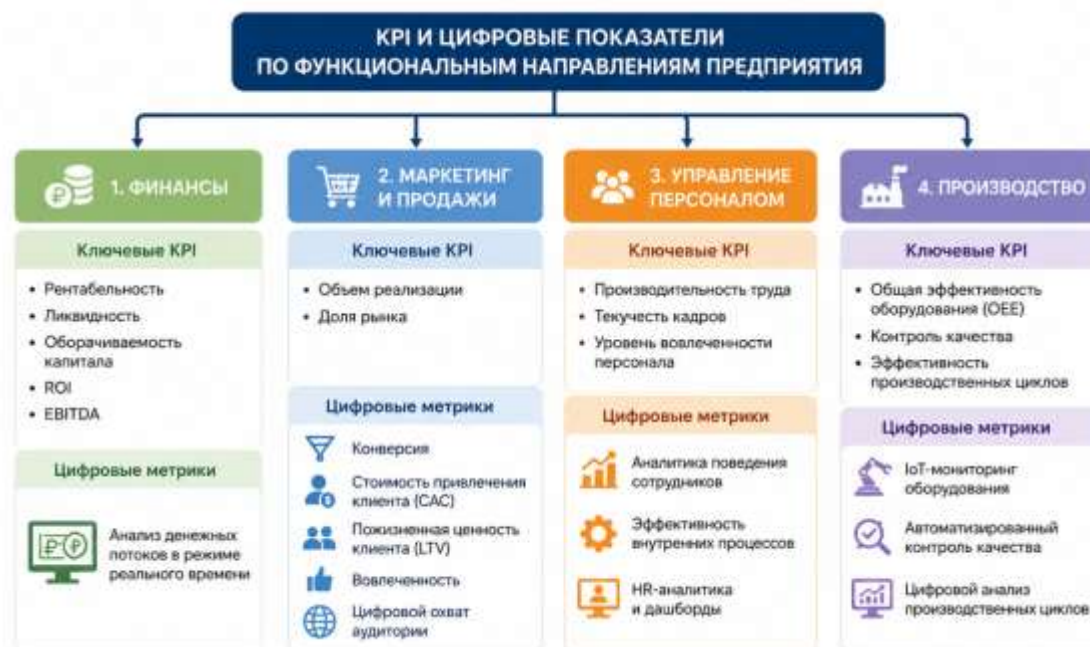 KPI И ЦИФРОВЫЕ ПОКАЗАТЕЛИ
ПО ФУНКЦИОНАЛЬНЫМ НАПРАВЛЕНИЯМ ПРЕДПРИЯТИЯ
1. ФИНАНСЫ
Ключевые KPI
• Рентабельность
• Ликвидность
• Оборачиваемость
капитала
• ROI
• EBITDA
Цифровые метрики
Анализ денежных
потоков в режиме
реального времени
2. МАРКЕТИНГ
И ПРОДАЖИ
Ключевые KPI
• Объем реализации
• Доля рынка
Цифровые метрики
Конверсия
Стоимость привлечения
клиента (CAC)
Пожизненная ценность
клиента (LTV)
Вовлеченность
Цифровой охват
аудитории
3. УПРАВЛЕНИЕ
ПЕРСОНАЛОМ
Ключевые KPI
• Производительность труда
• Текучесть кадров
• Уровень вовлеченности
персонала
Цифровые метрики
Аналитика поведения
сотрудников
Эффективность
внутренних процессов
HR-аналитика
и дашборды
4. ПРОИЗВОДСТВО
Ключевые KPI
• Общая эффективность
оборудования (OEE)
• Контроль качества
• Эффективность
производственных циклов
Цифровые метрики
IoT-мониторинг
оборудования
Автоматизированный
контроль качества
Цифровой анализ
производственных циклов